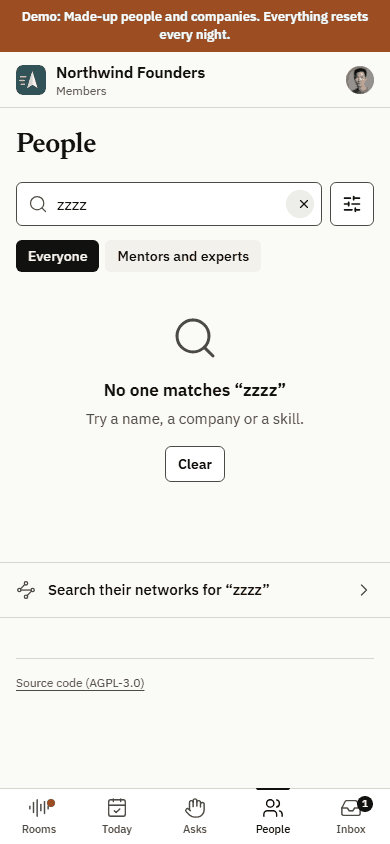 Demo: Made-up people and companies. Everything resets
every night.
Northwind Founders
Members
People
zzzz
Everyone
Mentors and experts
No one matches “zzzz”
Try a name, a company or a skill.
Clear
Search their networks for “zzzz”
Source code (AGPL-3.0)
1
Rooms
Today
Asks
People
Inbox